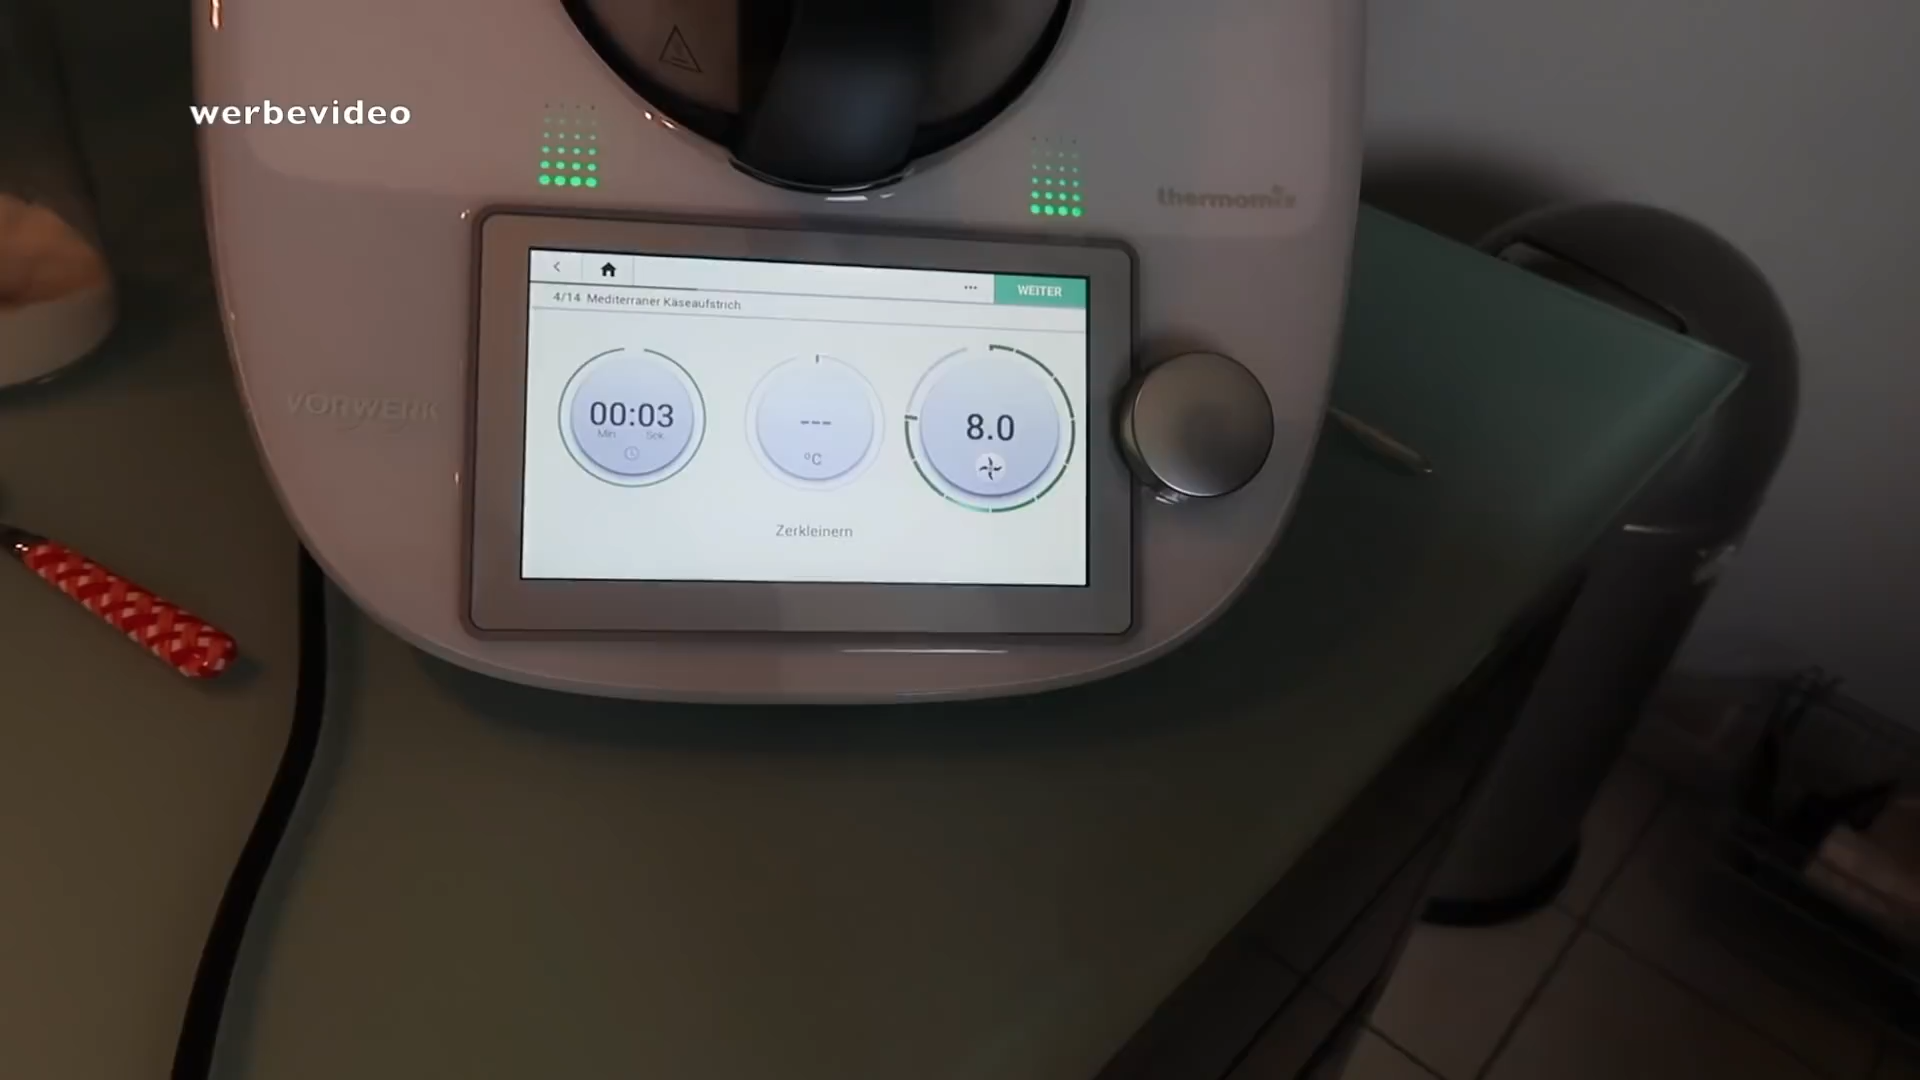 werbevideo
thermomix
WEITER
4/14 Mediterraner Käseaufstrich
VORWERK
00:03
Min. Sek.
---
°C
8.0
Zerkleinern